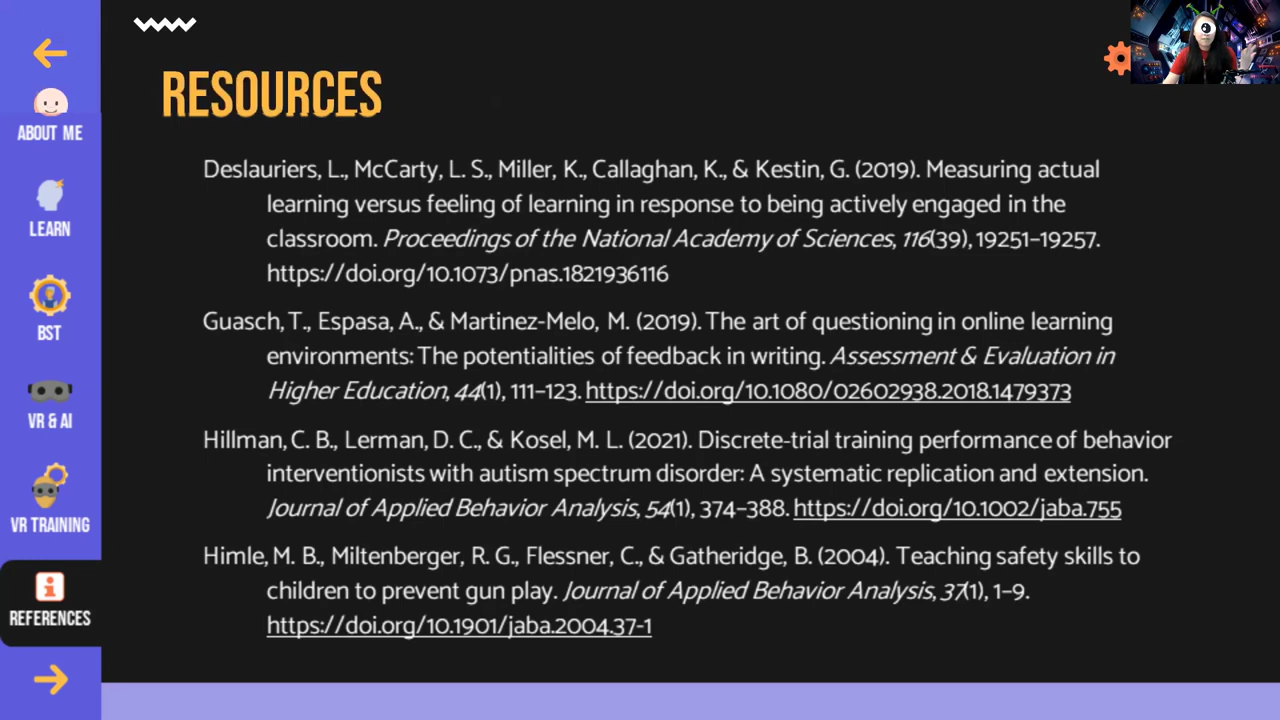 RESOURCES
ABOUT ME
LEARN
BST
VR & AI
VR TRAINING
REFERENCES
Deslauriers, L., McCarty, L. S., Miller, K., Callaghan, K., & Kestin, G. (2019). Measuring actual
learning versus feeling of learning in response to being actively engaged in the
classroom. Proceedings of the National Academy of Sciences, 116(39), 19251–19257.
https://doi.org/10.1073/pnas.1821936116
Guasch, T., Espasa, A., & Martinez-Melo, M. (2019). The art of questioning in online learning
environments: The potentialities of feedback in writing. Assessment & Evaluation in
Higher Education, 44(1), 111–123. https://doi.org/10.1080/02602938.2018.1479373
Hillman, C. B., Lerman, D. C., & Kosel, M. L. (2021). Discrete-trial training performance of behavior
interventionists with autism spectrum disorder: A systematic replication and extension.
Journal of Applied Behavior Analysis, 54(1), 374–388. https://doi.org/10.1002/jaba.755
Himle, M. B., Miltenberger, R. G., Flessner, C., & Gatheridge, B. (2004). Teaching safety skills to
children to prevent gun play. Journal of Applied Behavior Analysis, 37(1), 1–9.
https://doi.org/10.1901/jaba.2004.37-1